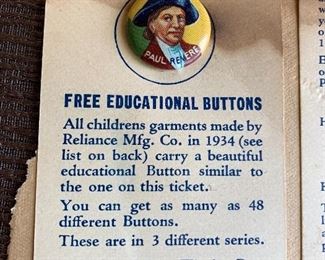 PAUL REVERE
FREE EDUCATIONAL BUTTONS
All childrens garments made by
Reliance Mfg. Co. in 1934 (see
list on back) carry a beautiful
educational Button similar to
the one on this ticket.
You can get as many as 48
different Buttons.
These are in 3 different series.